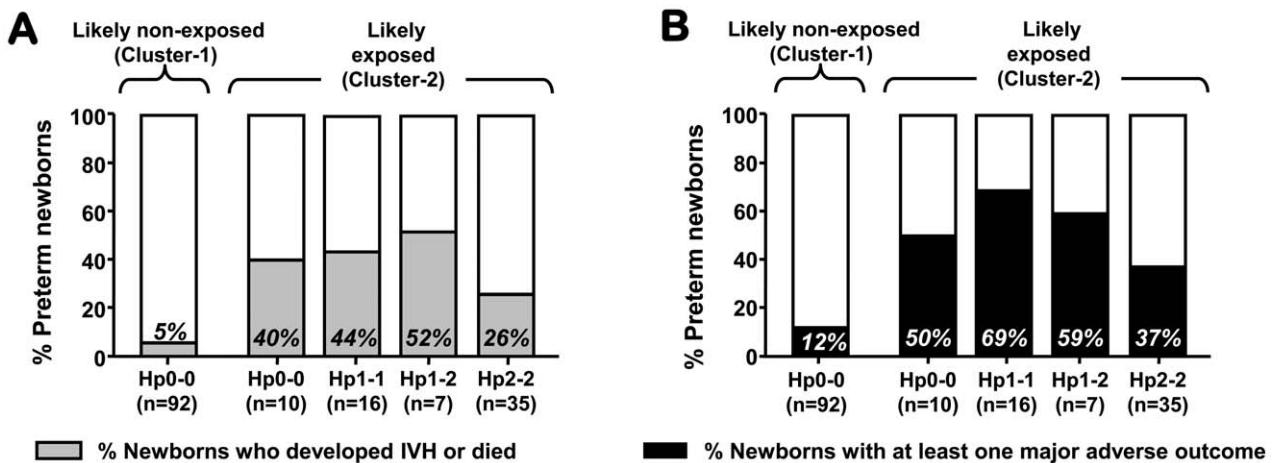 A
Likely non-exposed
(Cluster-1)
Likely
exposed
(Cluster-2)
% Preterm newborns
100
80
60
40
20
0
5%
40%
44%
52%
26%
Hp0-0
(n=92)
Hp0-0
(n=10)
Hp1-1
(n=16)
Hp1-2
(n=7)
Hp2-2
(n=35)
% Newborns who developed IVH or died
B
Likely non-exposed
(Cluster-1)
Likely
exposed
(Cluster-2)
% Preterm newborns
100
80
60
40
20
0
12%
50%
69%
59%
37%
Hp0-0
(n=92)
Hp0-0
(n=10)
Hp1-1
(n=16)
Hp1-2
(n=7)
Hp2-2
(n=35)
% Newborns with at least one major adverse outcome